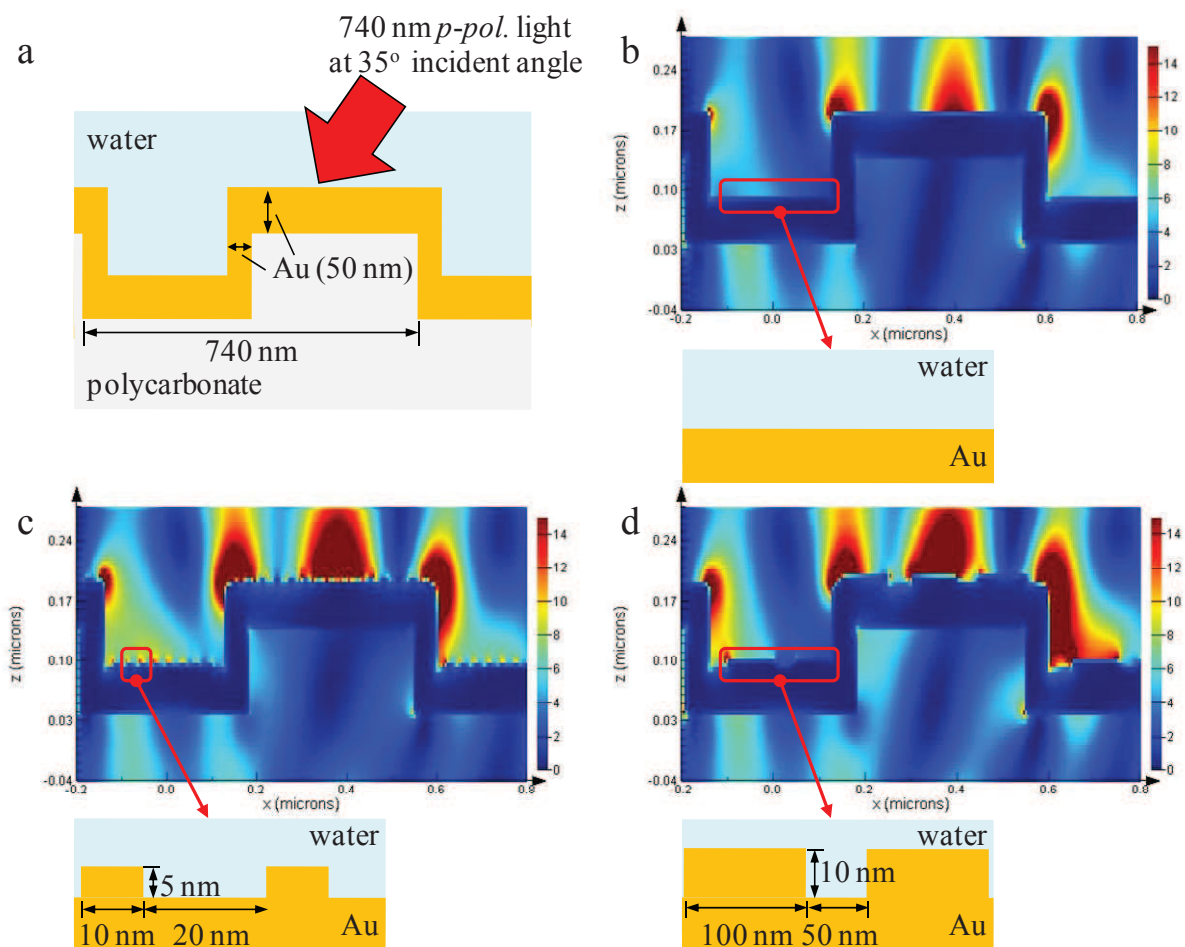 a
740 nm p-pol. light
at 35° incident angle
water
Au (50 nm)
740 nm
polycarbonate
b
0.24
0.17
0.10
0.03
-0.04
z (microns)
-0.2 0.0 0.2 0.4 0.6 0.8
x (microns)
14
12
10
8
6
4
2
0
water
Au
c
0.24
0.17
0.10
0.03
-0.04
z (microns)
-0.2 0.0 0.2 0.4 0.6 0.8
x (microns)
14
12
10
8
6
4
2
0
water
5 nm
10 nm 20 nm
Au
d
0.24
0.17
0.10
0.03
-0.04
z (microns)
-0.2 0.0 0.2 0.4 0.6 0.8
x (microns)
14
12
10
8
6
4
2
0
water
10 nm
100 nm 50 nm
Au